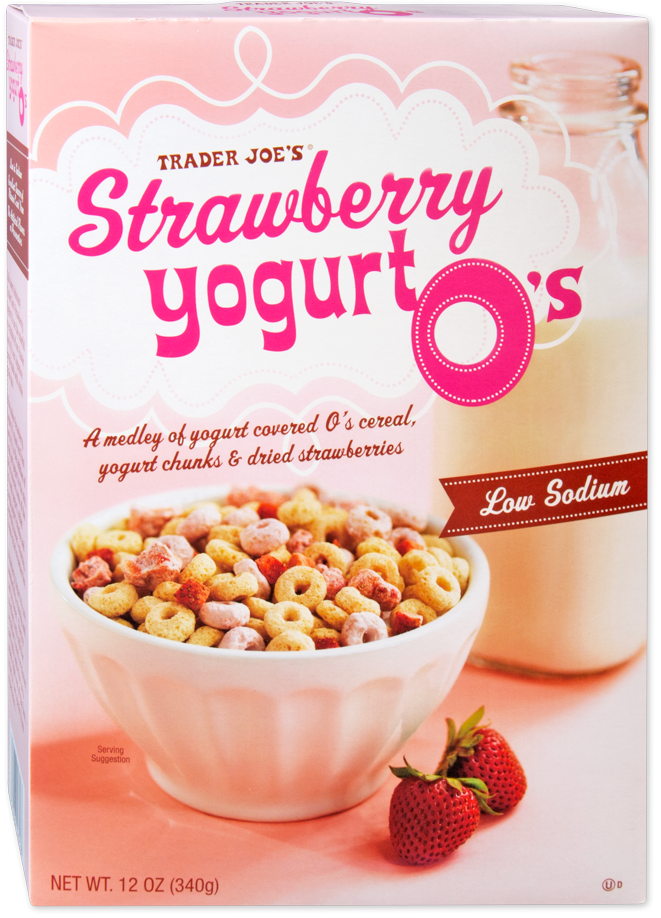 TRADER JOE'S®
Strawberry
yogurt O's
A medley of yogurt covered O's cereal,
yogurt chunks & dried strawberries
Low Sodium
Serving
Suggestion
NET WT. 12 OZ (340g)
Ⓤ D